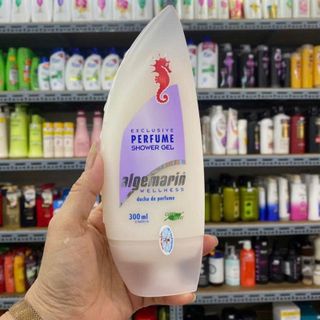 EXCLUSIVE
PERFUME
SHOWER GEL
algemarin
WELLNESS
ducha de perfume
300 ml